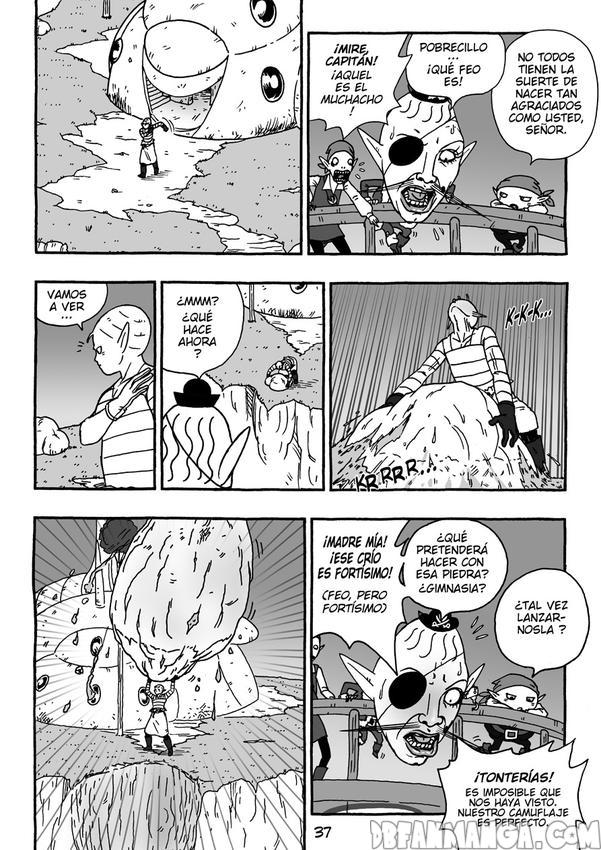 ¡MIRE,
CAPITÁN!
¡AQUEL
ES EL
MUCHACHO
!
POBRECILLO
...
¡QUÉ FEO
ES!
NO TODOS
TIENEN LA
SUERTE DE
NACER TAN
AGRACIADOS
COMO USTED,
SEÑOR.
VAMOS
A VER
¿MMM?
¿QUÉ
HACE
AHORA
?
K-K-K...
KRRRR...
¡MADRE MÍA!
¡ESE CRÍO
ES FORTÍSIMO!
(FEO, PERO
FORTÍSIMO)
¿QUÉ
PRETENDERÁ
HACER CON
ESA PIEDRA?
¿GIMNASIA?
¿TAL VEZ
LANZAR-
NOSLA ?
¡TONTERÍAS!
ES IMPOSIBLE QUE
NOS HAYA VISTO.
NUESTRO CAMUFLAJE
ES PERFECTO.
37
DBFANMANGA.COM